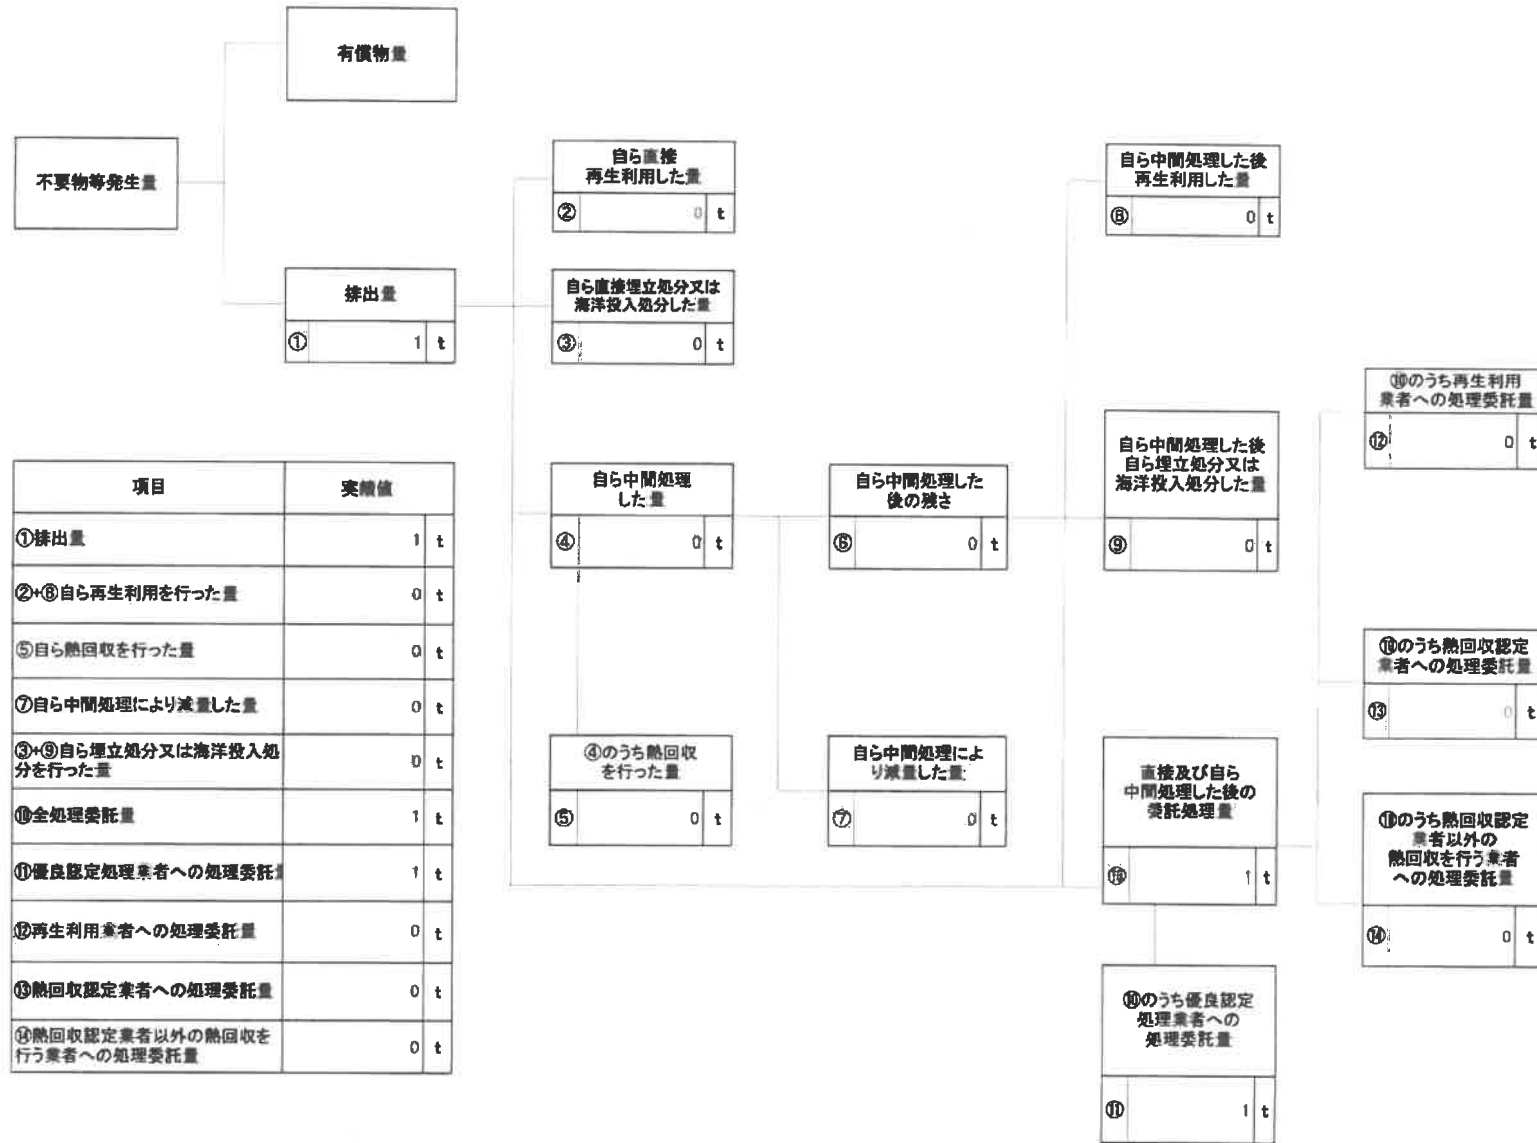 有償物量
不要物等発生量
排出量
① 1 t
自ら直接
再生利用した量
② 0 t
自ら直接埋立処分又は
海洋投入処分した量
③ 0 t
自ら中間処理
した量
④ 0 t
④のうち熱回収
を行った量
⑤ 0 t
自ら中間処理した
後の残さ
⑥ 0 t
自ら中間処理によ
り減量した量
⑦ 0 t
自ら中間処理した後
再生利用した量
⑧ 0 t
自ら中間処理した後
自ら埋立処分又は
海洋投入処分した量
⑨ 0 t
直接及び自ら
中間処理した後の
委託処理量
⑩ 1 t
⑩のうち優良認定
処理業者への
処理委託量
⑪ 1 t
⑩のうち再生利用
業者への処理委託量
⑫ 0 t
⑩のうち熱回収認定
業者への処理委託量
⑬ 0 t
⑩のうち熱回収認定
業者以外の
熱回収を行う業者
への処理委託量
⑭ 0 t
項目 実績値
①排出量 1 t
②+⑧自ら再生利用を行った量 0 t
⑤自ら熱回収を行った量 0 t
⑦自ら中間処理により減量した量 0 t
③+⑨自ら埋立処分又は海洋投入処
分を行った量 0 t
⑩全処理委託量 1 t
⑪優良認定処理業者への処理委託量 1 t
⑫再生利用業者への処理委託量 0 t
⑬熱回収認定業者への処理委託量 0 t
⑭熱回収認定業者以外の熱回収を
行う業者への処理委託量 0 t